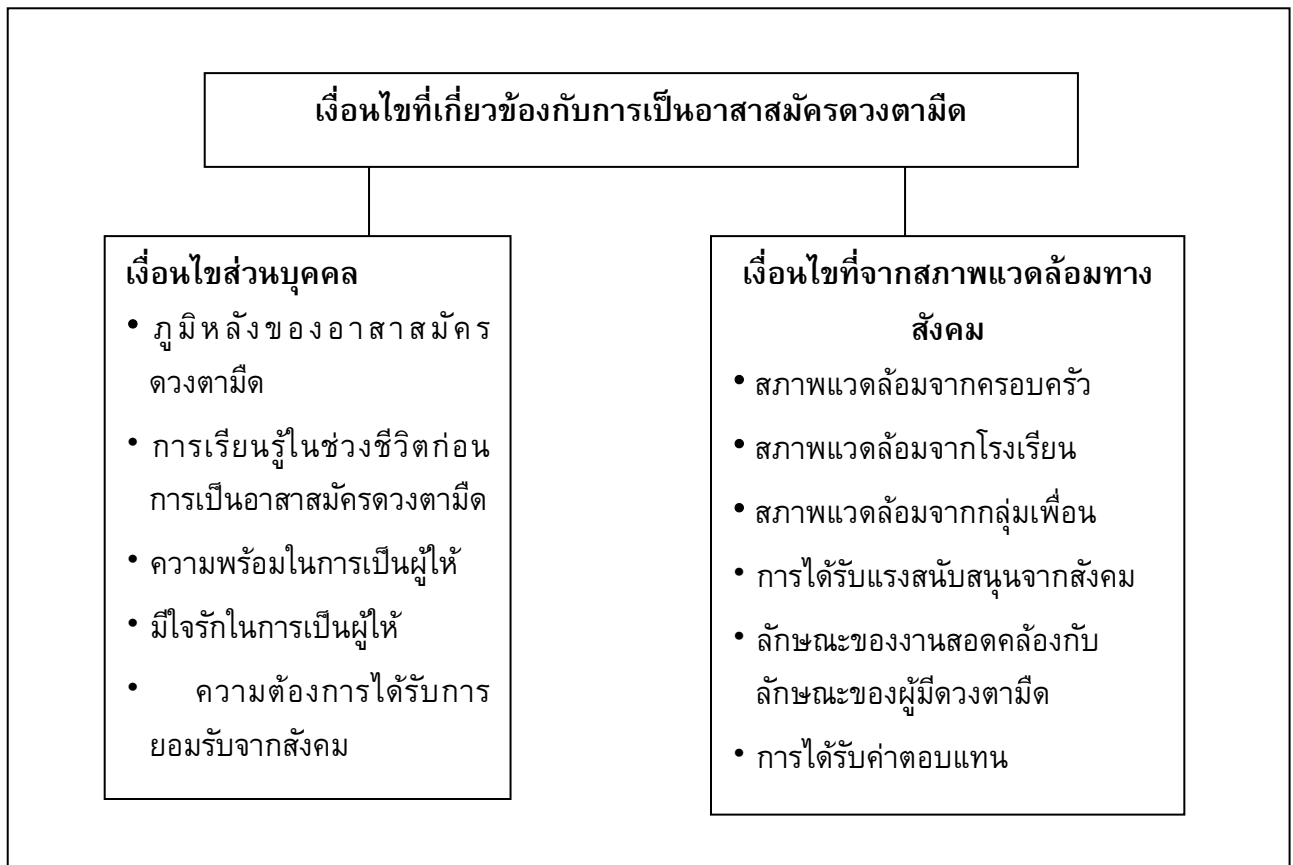 เงื่อนไขที่เกี่ยวข้องกับการเป็นอาสาสมัครดวงตามืด
เงื่อนไขส่วนบุคคล
• ภูมิหลังของอาสาสมัคร
ดวงตามืด
• การเรียนรู้ในช่วงชีวิตก่อน
การเป็นอาสาสมัครดวงตามืด
• ความพร้อมในการเป็นผู้ให้
• มีใจรักในการเป็นผู้ให้
• ความต้องการได้รับการ
ยอมรับจากสังคม
เงื่อนไขที่จากสภาพแวดล้อมทาง
สังคม
• สภาพแวดล้อมจากครอบครัว
• สภาพแวดล้อมจากโรงเรียน
• สภาพแวดล้อมจากกลุ่มเพื่อน
• การได้รับแรงสนับสนุนจากสังคม
• ลักษณะของงานสอดคล้องกับ
ลักษณะของผู้มีดวงตามืด
• การได้รับค่าตอบแทน